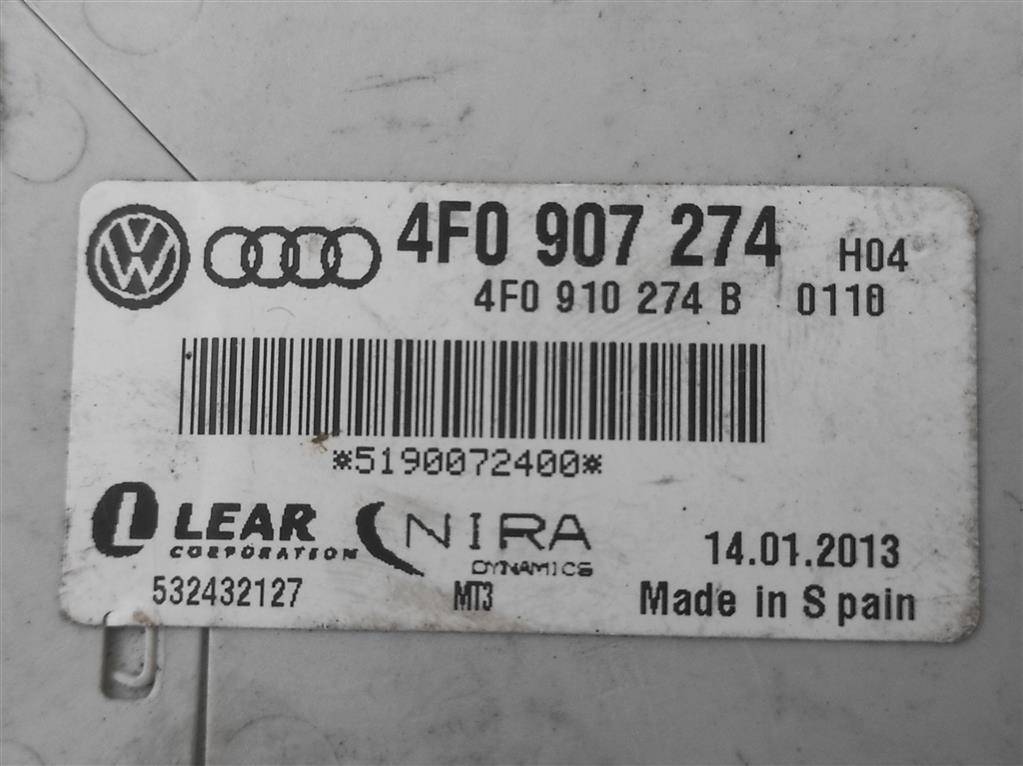 4F0 907 274 H04
4F0 910 274 B 0110
*5190072400*
LEAR
CORPORATION
NIRA
DYNAMICS
14.01.2013
532432127 MT3 Made in Spain